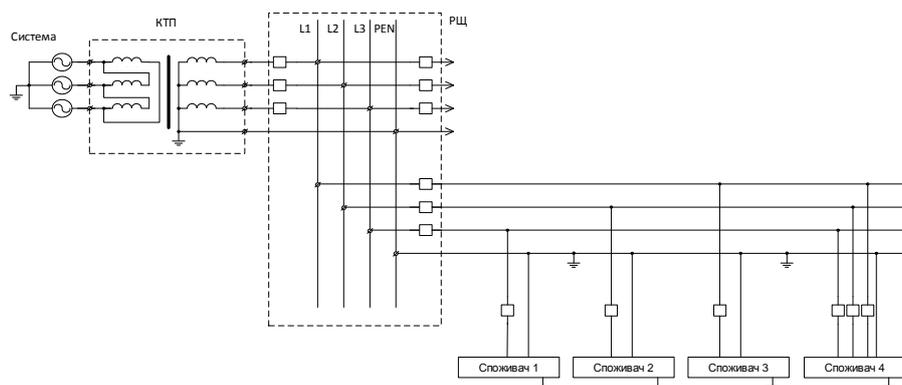 КТП
РЩ
Система
L1 L2 L3 PEN
Споживач 1
Споживач 2
Споживач 3
Споживач 4